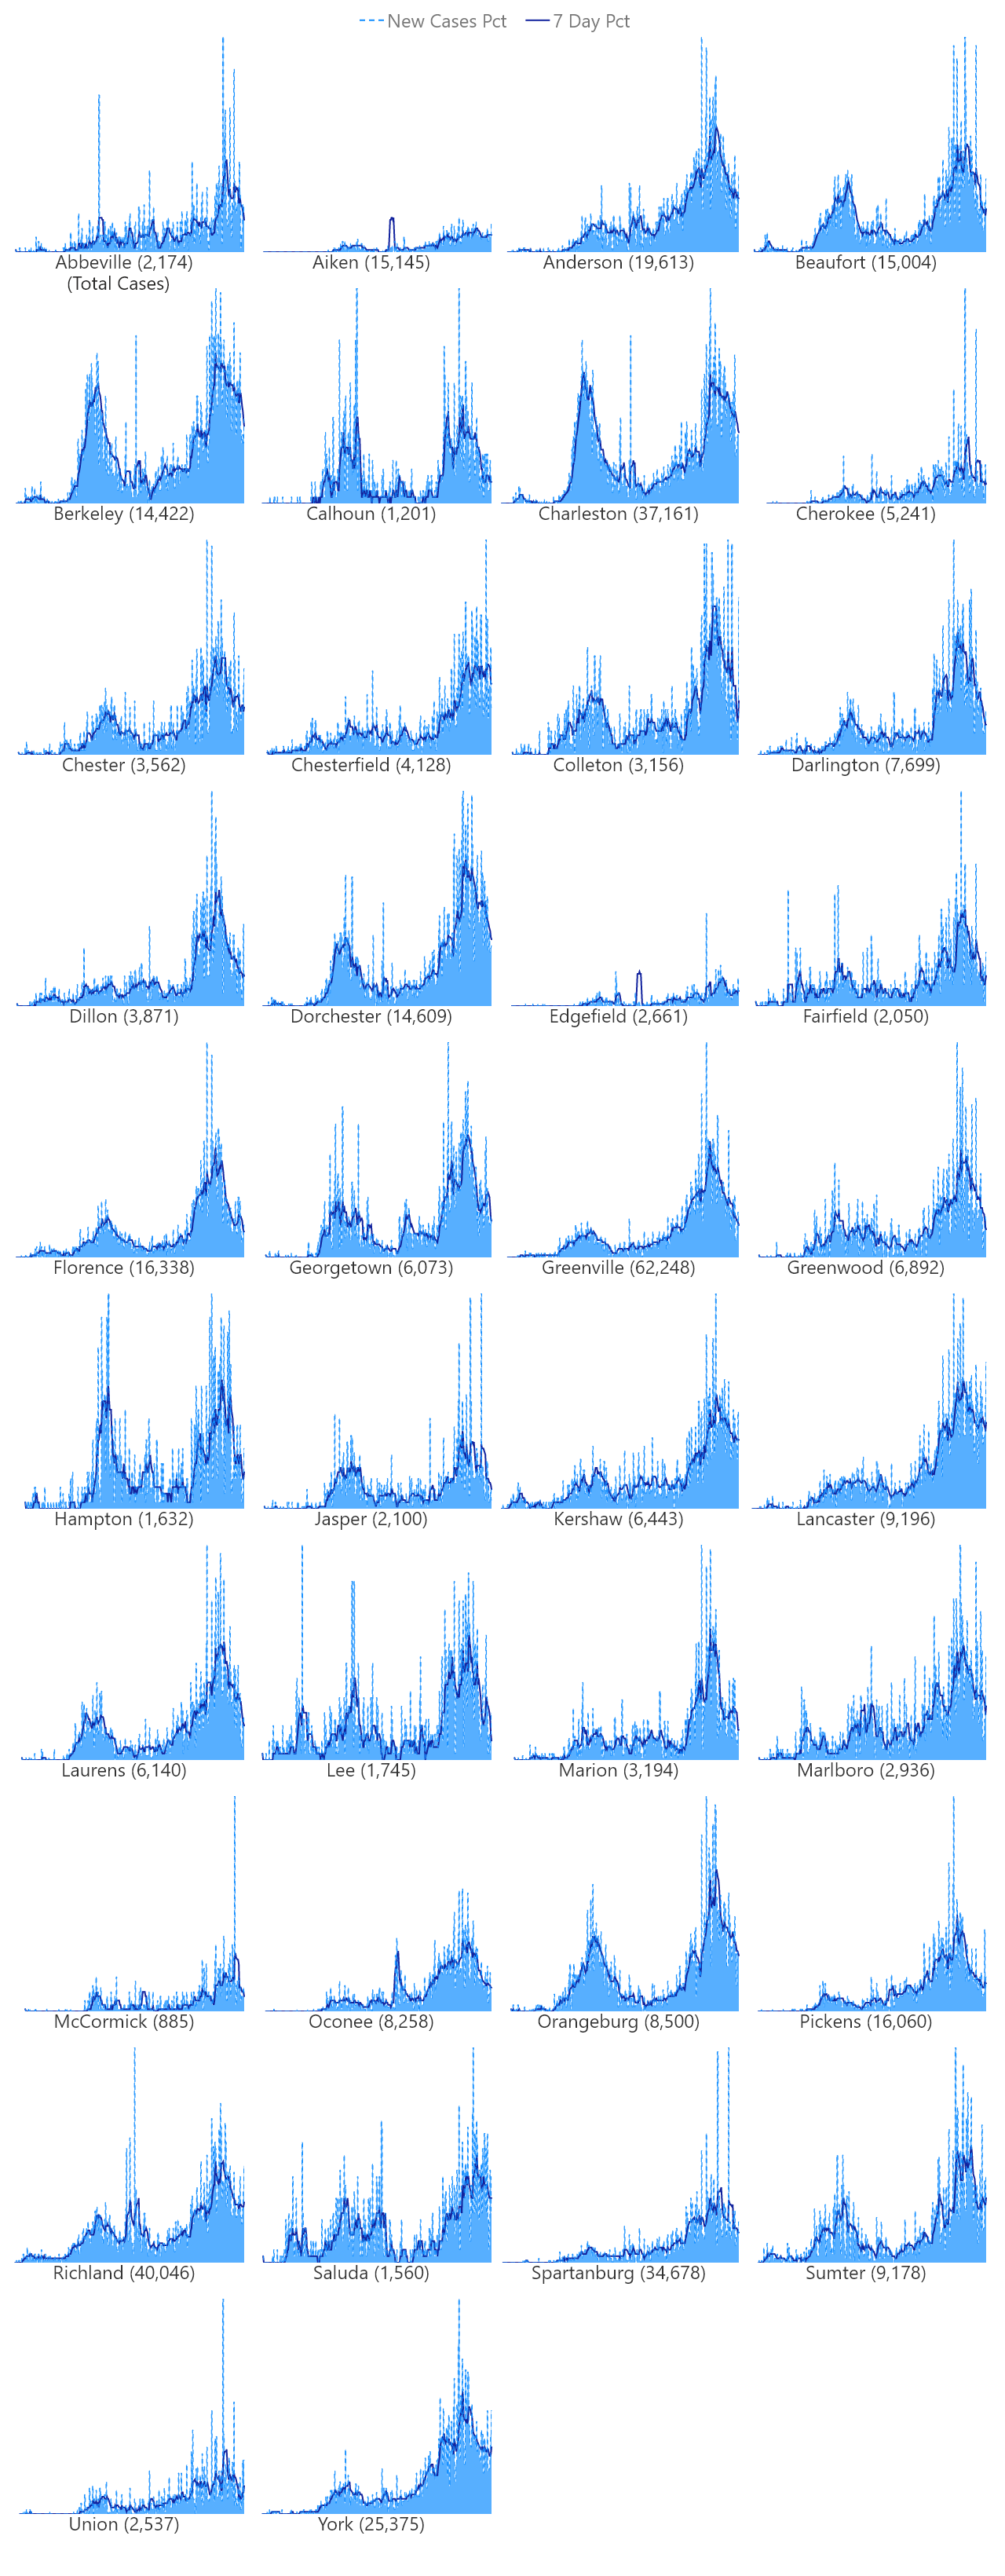 New Cases Pct 7 Day Pct
Abbeville (2,174) Aiken (15,145) Anderson (19,613) Beaufort (15,004)
(Total Cases)
Berkeley (14,422) Calhoun (1,201) Charleston (37,161) Cherokee (5,241)
Chester (3,562) Chesterfield (4,128) Colleton (3,156) Darlington (7,699)
Dillon (3,871) Dorchester (14,609) Edgefield (2,661) Fairfield (2,050)
Florence (16,338) Georgetown (6,073) Greenville (62,248) Greenwood (6,892)
Hampton (1,632) Jasper (2,100) Kershaw (6,443) Lancaster (9,196)
Laurens (6,140) Lee (1,745) Marion (3,194) Marlboro (2,936)
McCormick (885) Oconee (8,258) Orangeburg (8,500) Pickens (16,060)
Richland (40,046) Saluda (1,560) Spartanburg (34,678) Sumter (9,178)
Union (2,537) York (25,375)